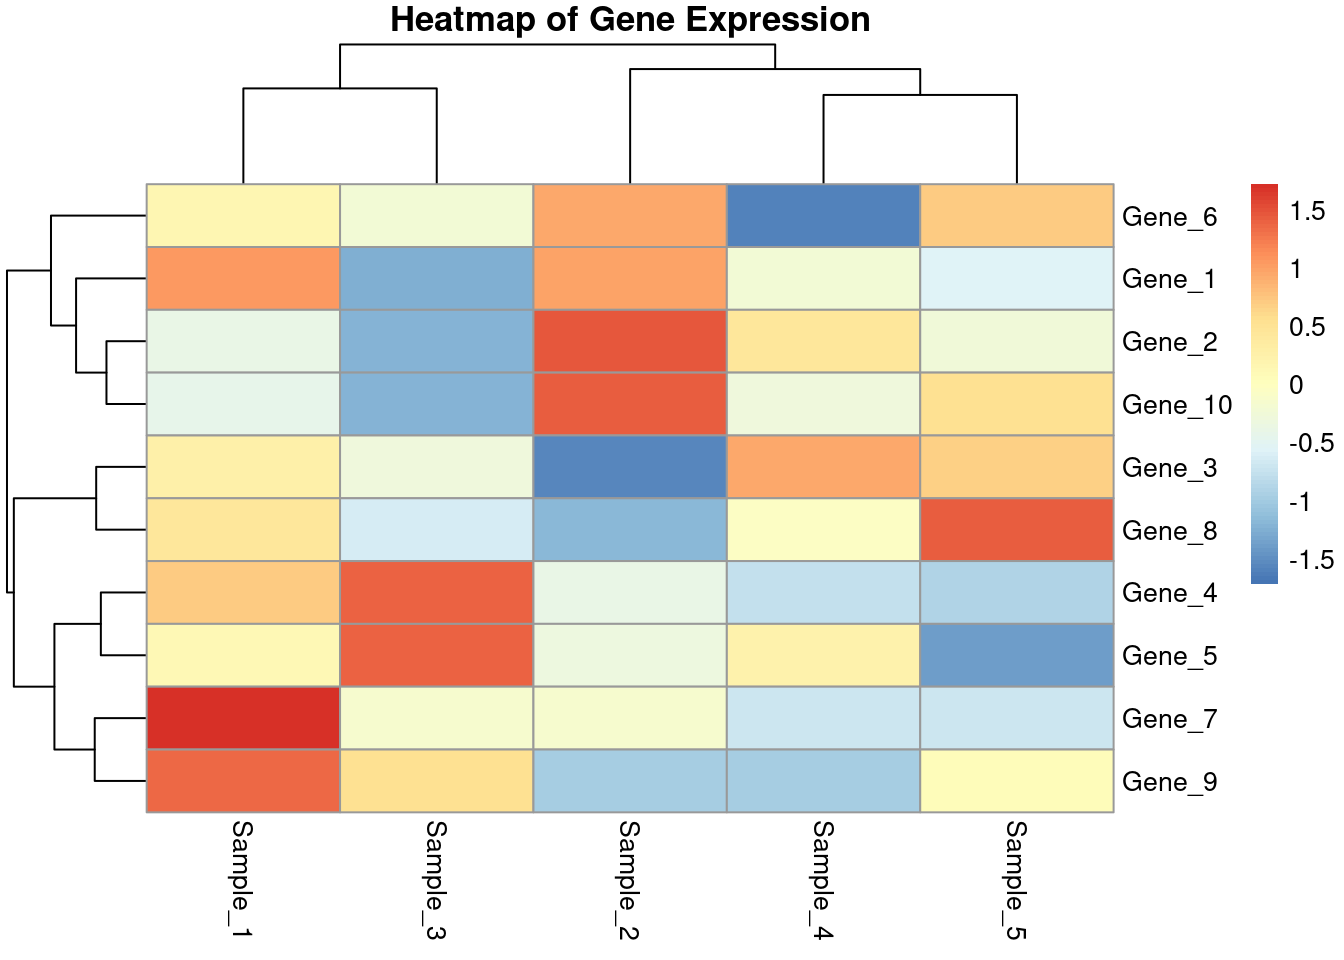 Heatmap of Gene Expression
Gene_6
Gene_1
Gene_2
Gene_10
Gene_3
Gene_8
Gene_4
Gene_5
Gene_7
Gene_9
1.5
1
0.5
0
-0.5
-1
-1.5
Sample_1
Sample_3
Sample_2
Sample_4
Sample_5